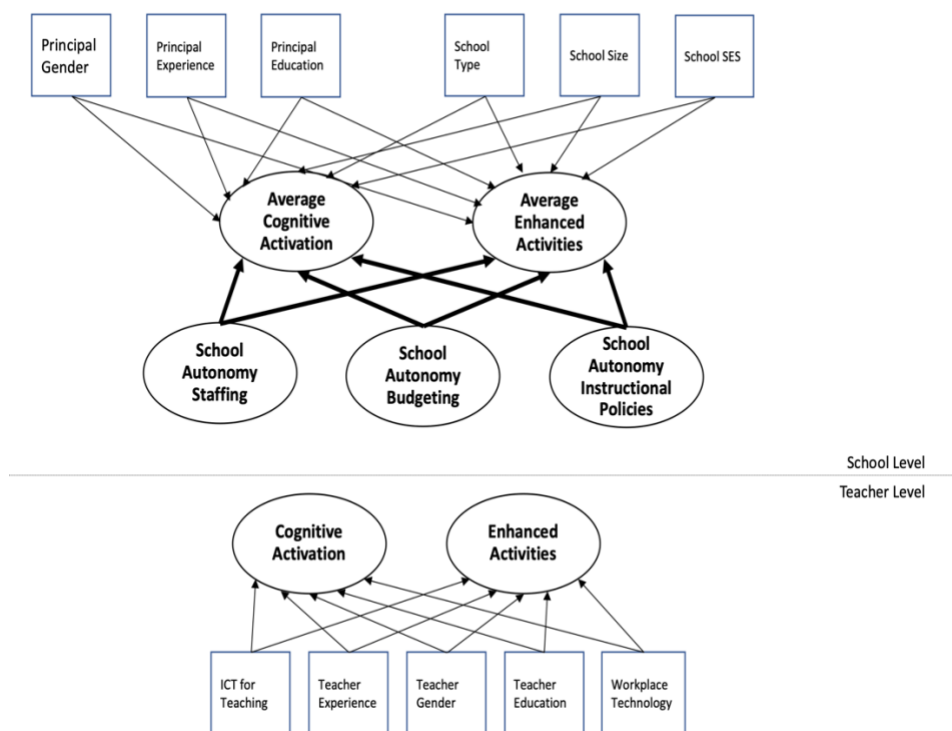 Principal
Gender
Principal
Experience
Principal
Education
School
Type
School Size
School SES
Average
Cognitive
Activation
Average
Enhanced
Activities
School
Autonomy
Staffing
School
Autonomy
Budgeting
School
Autonomy
Instructional
Policies
School Level
Teacher Level
Cognitive
Activation
Enhanced
Activities
ICT for
Teaching
Teacher
Experience
Teacher
Gender
Teacher
Education
Workplace
Technology